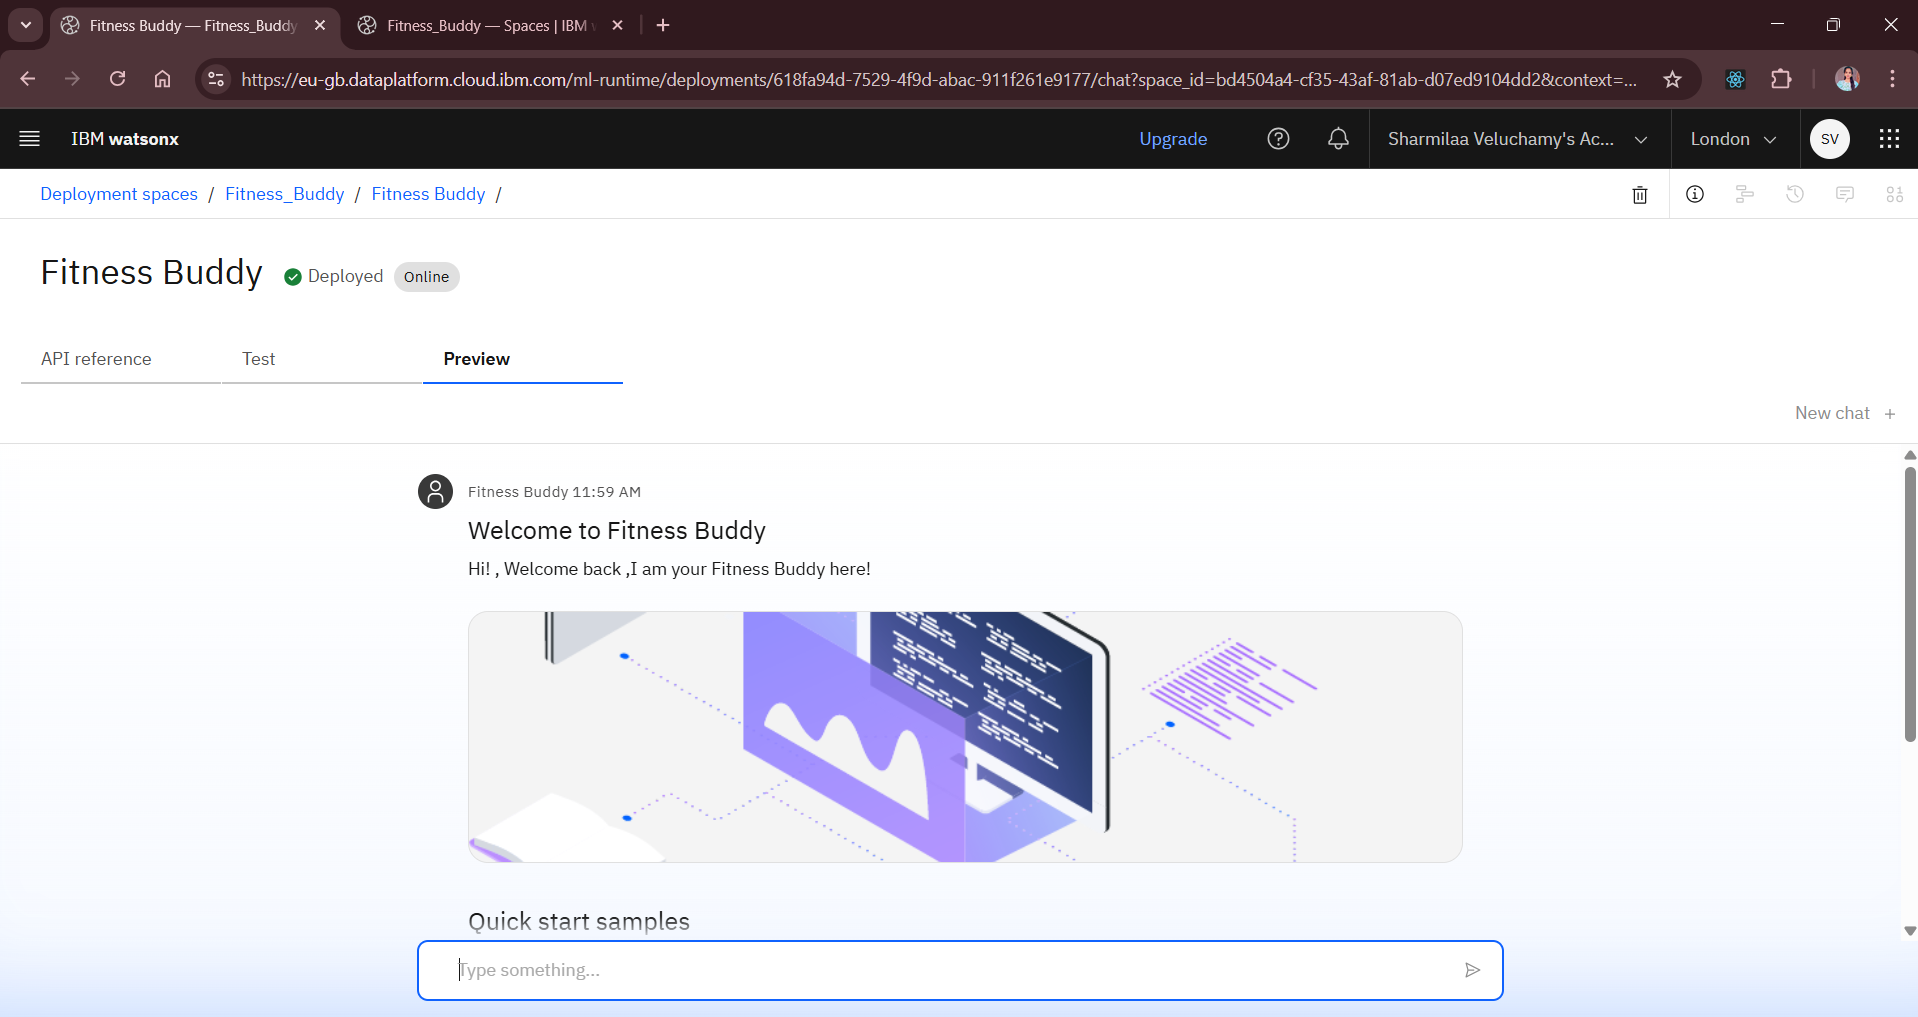 Fitness Buddy — Fitness_Buddy
Fitness_Buddy — Spaces | IBM
https://eu-gb.dataplatform.cloud.ibm.com/ml-runtime/deployments/618fa94d-7529-4f9d-abac-911f261e9177/chat?space_id=bd4504a4-cf35-43af-81ab-d07ed9104dd2&context=...
IBM watsonx
Upgrade
Sharmilaa Veluchamy's Ac...
London
SV
Deployment spaces / Fitness_Buddy / Fitness Buddy /
Fitness Buddy
Deployed
Online
API reference
Test
Preview
New chat +
Fitness Buddy 11:59 AM
Welcome to Fitness Buddy
Hi! , Welcome back ,I am your Fitness Buddy here!
Quick start samples
Type something...